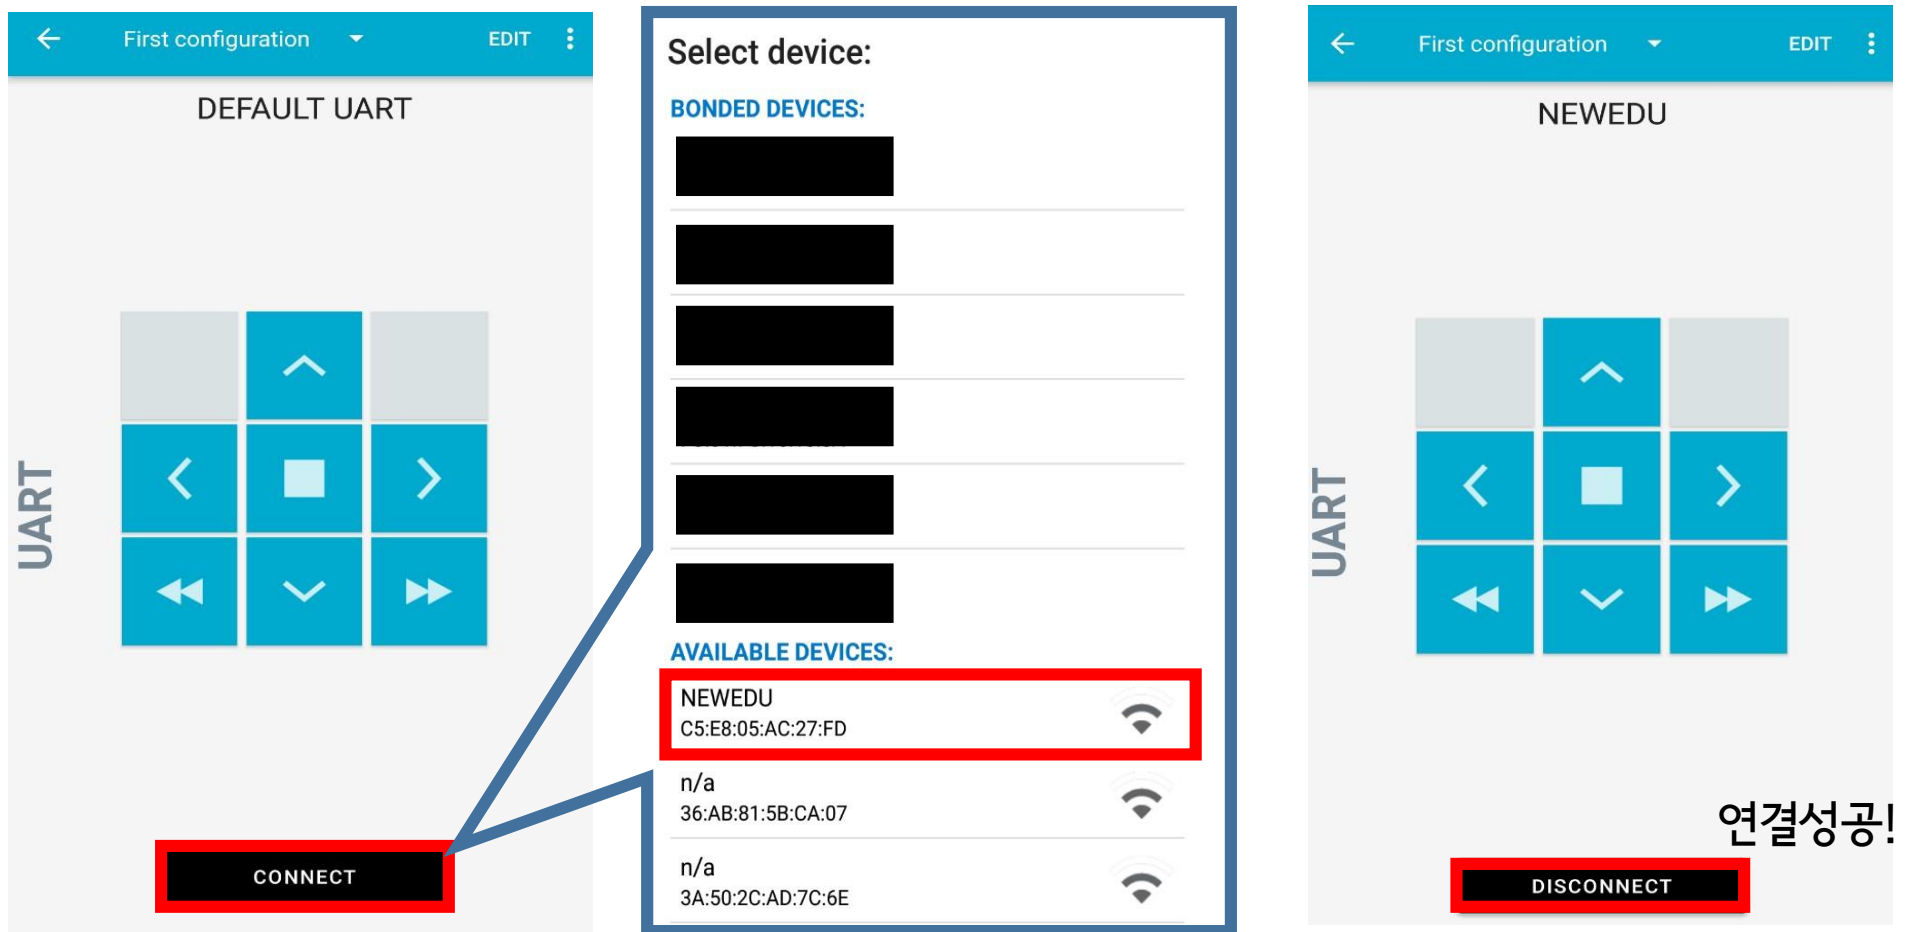 First configuration
EDIT
DEFAULT UART
UART
CONNECT
Select device:
BONDED DEVICES:
AVAILABLE DEVICES:
NEWEDU
C5:E8:05:AC:27:FD
n/a
36:AB:81:5B:CA:07
n/a
3A:50:2C:AD:7C:6E
First configuration
EDIT
NEWEDU
UART
연결성공!
DISCONNECT